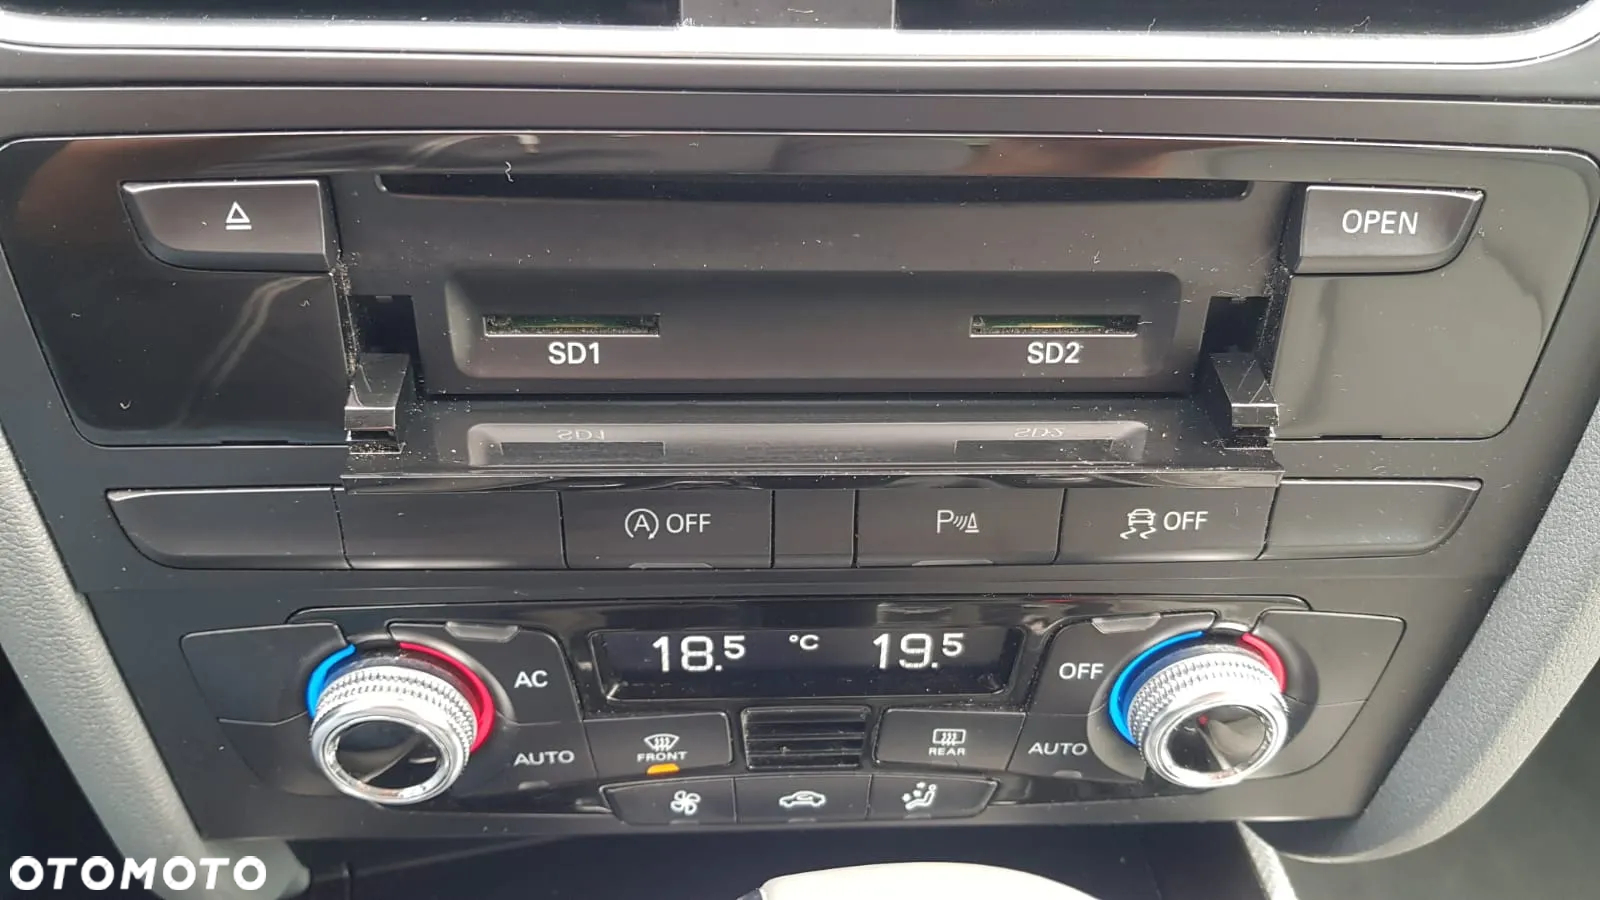 OPEN
SD1 SD2
A OFF P OFF
18.5 °C 19.5
AC OFF
AUTO FRONT REAR AUTO
OTOMOTO